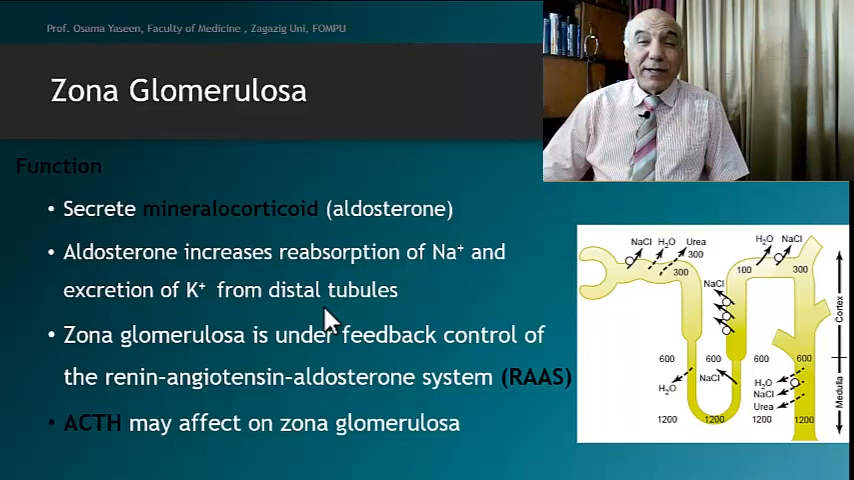 Prof. Osama Yaseen, Faculty of Medicine , Zagazig Uni, FOMPU
Zona Glomerulosa
Function
• Secrete mineralocorticoid (aldosterone)
• Aldosterone increases reabsorption of Na⁺ and
excretion of K⁺ from distal tubules
• Zona glomerulosa is under feedback control of
the renin-angiotensin-aldosterone system (RAAS)
• ACTH may affect on zona glomerulosa
NaCl H₂O Urea
300
300
H₂O NaCl
100 300
NaCl
Cortex
600 600 600 600
H₂O
NaCl
H₂O
NaCl
Urea
Medulla
1200 1200 1200 1200